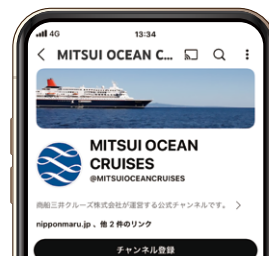 4G
13:34
MITSUI OCEAN C...
MITSUI OCEAN
CRUISES
@MITSUIOCEANCRUISES
商船三井クルーズ株式会社が運営する公式チャンネルです。
nipponmaru.jp 、他 2 件のリンク
チャンネル登録